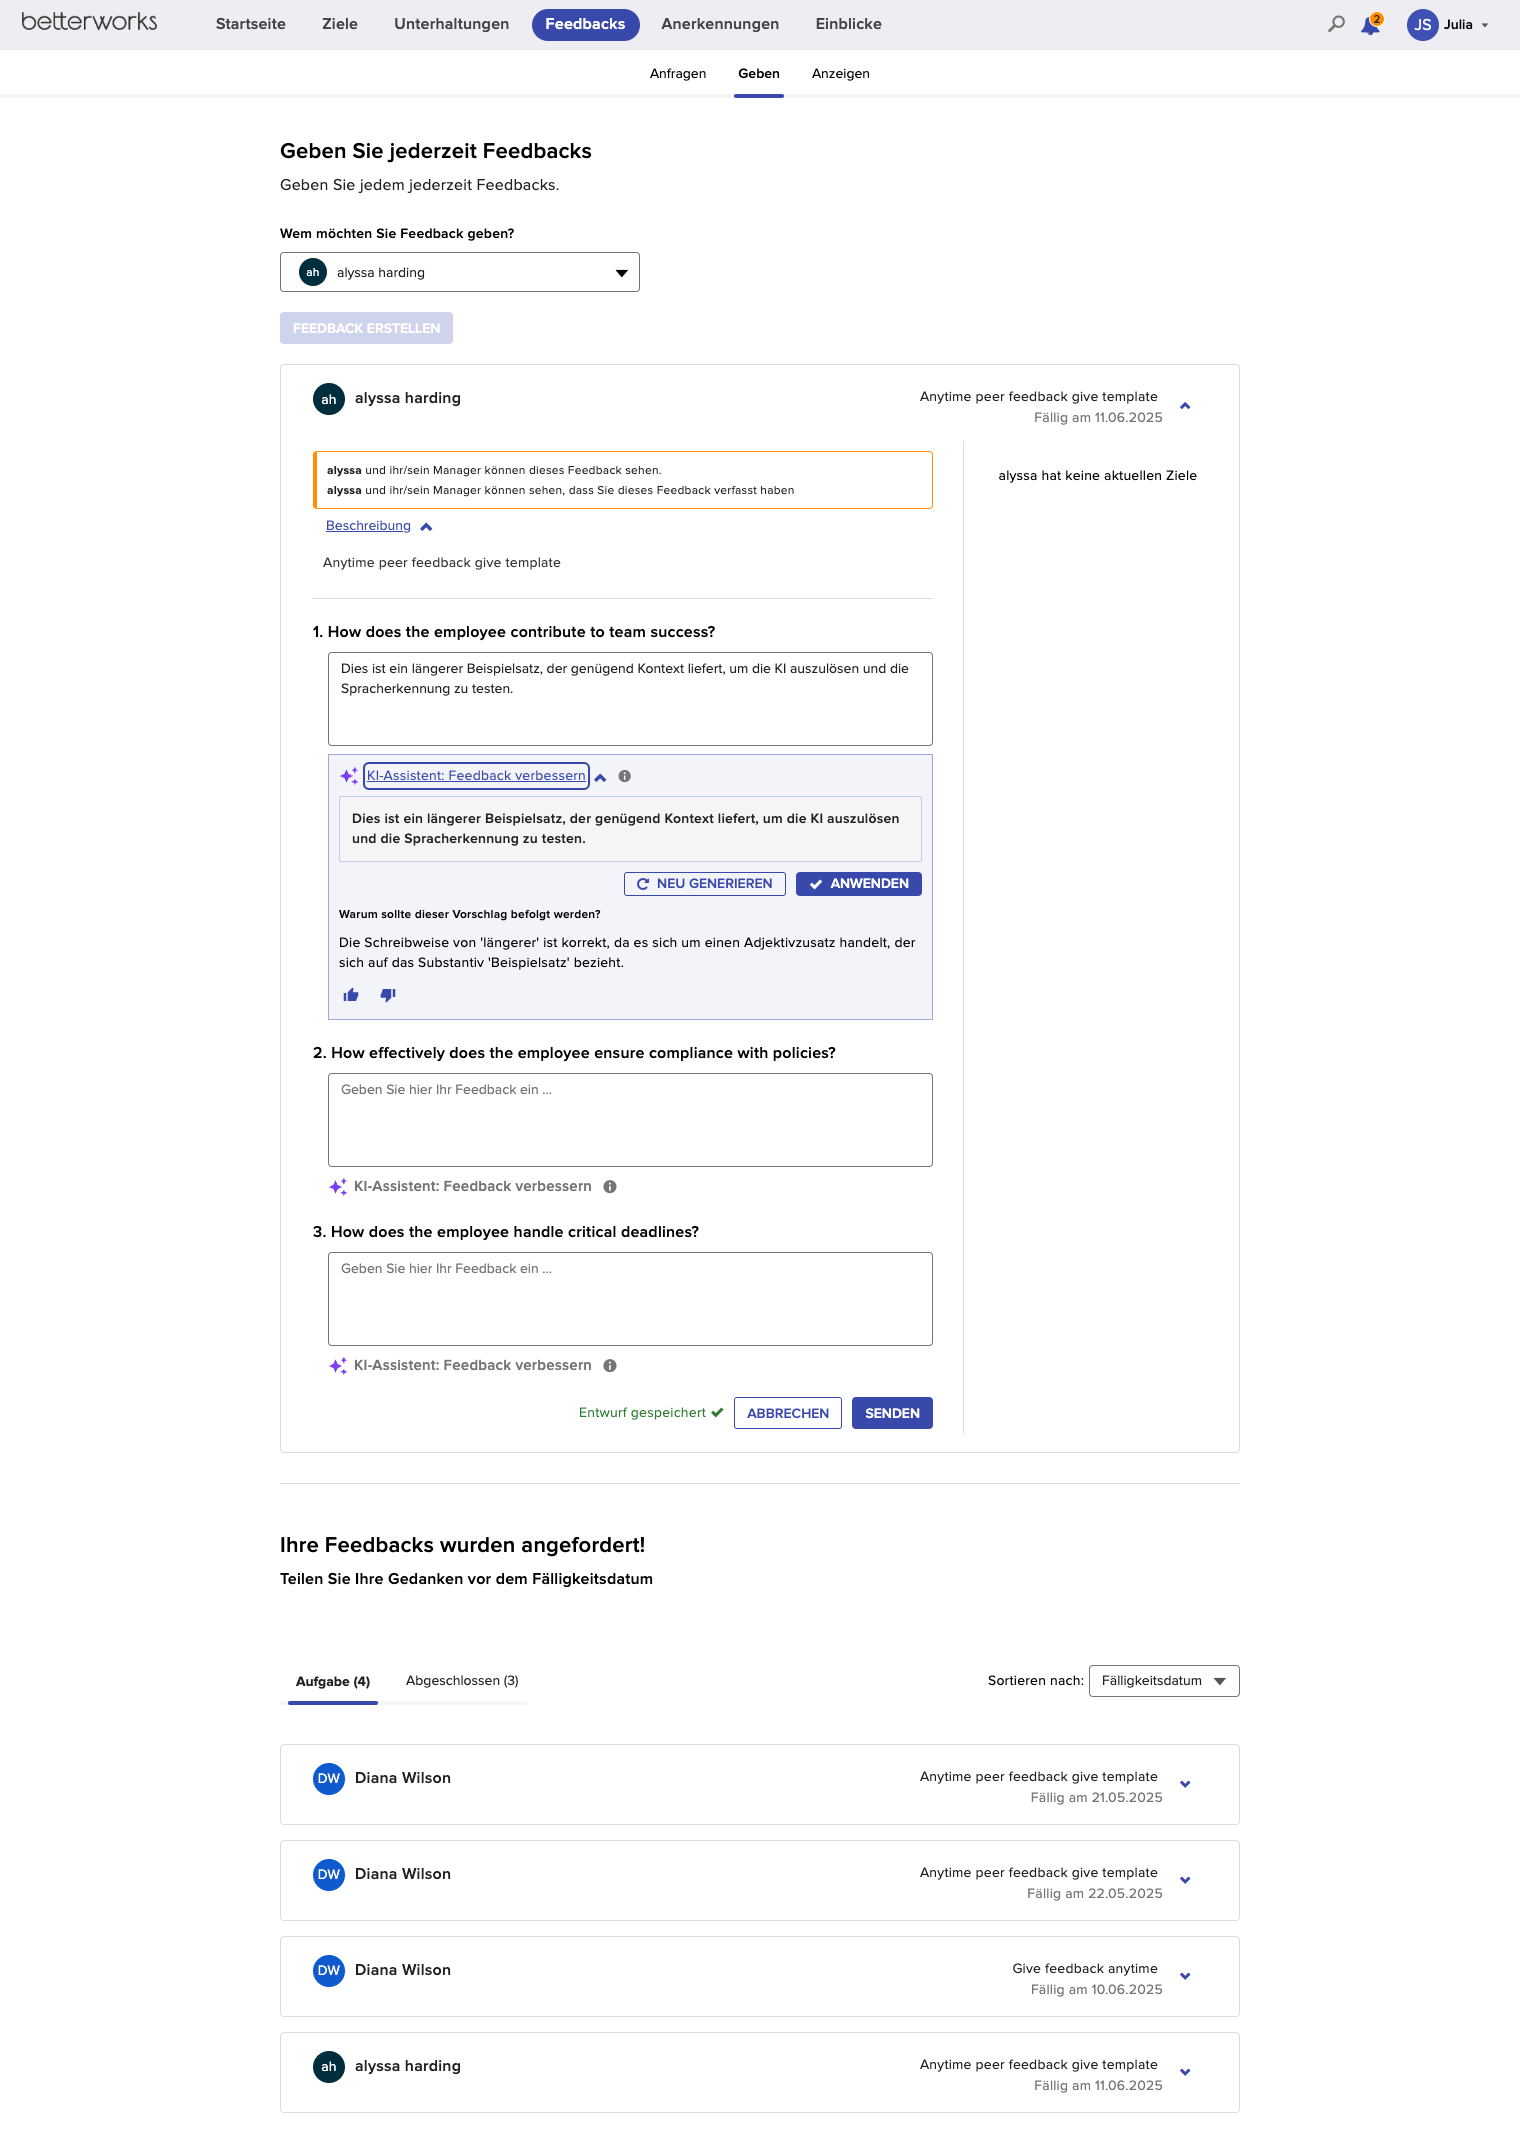 betterworks
Startseite
Ziele
Unterhaltungen
Feedbacks
Anerkennungen
Einblicke
2
JS
Julia
Anfragen
Geben
Anzeigen
Geben Sie jederzeit Feedbacks
Geben Sie jedem jederzeit Feedbacks.
Wem möchten Sie Feedback geben?
ah
alyssa harding
FEEDBACK ERSTELLEN
ah
alyssa harding
Anytime peer feedback give template
Fällig am 11.06.2025
alyssa und ihr/sein Manager können dieses Feedback sehen.
alyssa und ihr/sein Manager können sehen, dass Sie dieses Feedback verfasst haben
alyssa hat keine aktuellen Ziele
Beschreibung
Anytime peer feedback give template
1. How does the employee contribute to team success?
Dies ist ein längerer Beispielsatz, der genügend Kontext liefert, um die KI auszulösen und die
Spracherkennung zu testen.
KI-Assistent: Feedback verbessern
Dies ist ein längerer Beispielsatz, der genügend Kontext liefert, um die KI auszulösen
und die Spracherkennung zu testen.
NEU GENERIEREN
ANWENDEN
Warum sollte dieser Vorschlag befolgt werden?
Die Schreibweise von 'längerer' ist korrekt, da es sich um einen Adjektivzusatz handelt, der
sich auf das Substantiv 'Beispielsatz' bezieht.
2. How effectively does the employee ensure compliance with policies?
Geben Sie hier Ihr Feedback ein ...
KI-Assistent: Feedback verbessern
3. How does the employee handle critical deadlines?
Geben Sie hier Ihr Feedback ein ...
KI-Assistent: Feedback verbessern
Entwurf gespeichert
ABBRECHEN
SENDEN
Ihre Feedbacks wurden angefordert!
Teilen Sie Ihre Gedanken vor dem Fälligkeitsdatum
Aufgabe (4)
Abgeschlossen (3)
Sortieren nach:
Fälligkeitsdatum
DW
Diana Wilson
Anytime peer feedback give template
Fällig am 21.05.2025
DW
Diana Wilson
Anytime peer feedback give template
Fällig am 22.05.2025
DW
Diana Wilson
Give feedback anytime
Fällig am 10.06.2025
ah
alyssa harding
Anytime peer feedback give template
Fällig am 11.06.2025